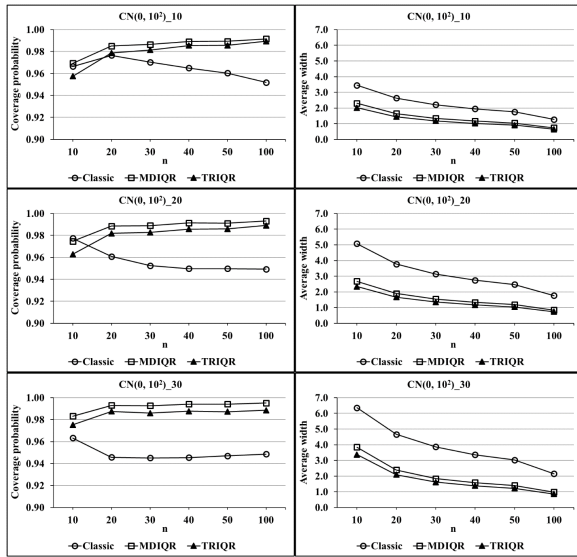 CN(0, 10²)_10
Coverage probability
1.00
0.98
0.96
0.94
0.92
0.90
10 20 30 40 50 100
n
Classic MDIQR TRIQR
CN(0, 10²)_10
Average width
7.0
6.0
5.0
4.0
3.0
2.0
1.0
0.0
10 20 30 40 50 100
n
Classic MDIQR TRIQR
CN(0, 10²)_20
Coverage probability
1.00
0.98
0.96
0.94
0.92
0.90
10 20 30 40 50 100
n
Classic MDIQR TRIQR
CN(0, 10²)_20
Average width
7.0
6.0
5.0
4.0
3.0
2.0
1.0
0.0
10 20 30 40 50 100
n
Classic MDIQR TRIQR
CN(0, 10²)_30
Coverage probability
1.00
0.98
0.96
0.94
0.92
0.90
10 20 30 40 50 100
n
Classic MDIQR TRIQR
CN(0, 10²)_30
Average width
7.0
6.0
5.0
4.0
3.0
2.0
1.0
0.0
10 20 30 40 50 100
n
Classic MDIQR TRIQR